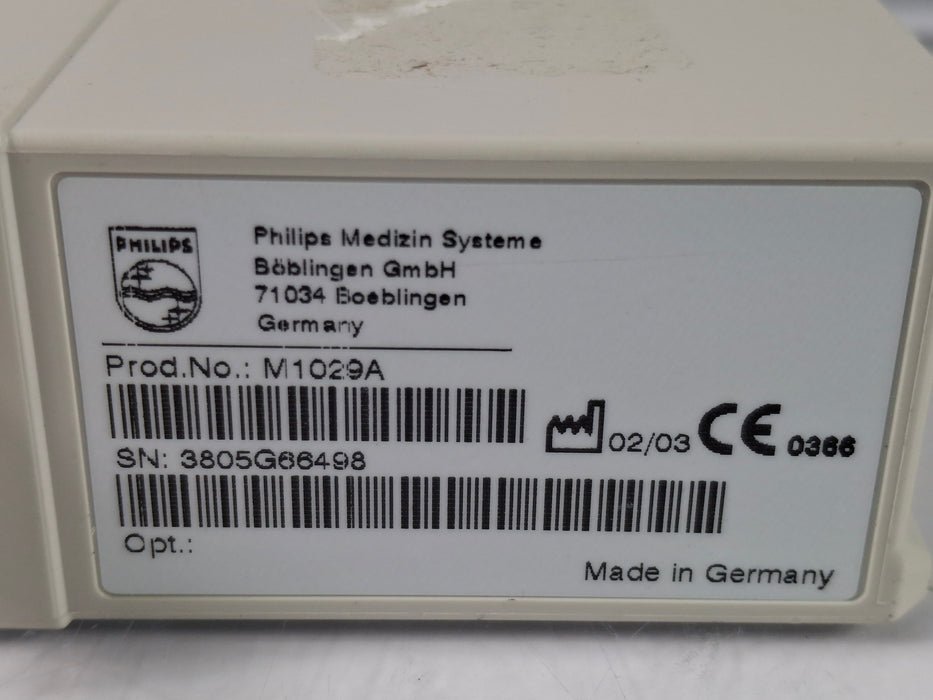 PHILIPS
Philips Medizin Systeme
Böblingen GmbH
71034 Boeblingen
Germany
Prod.No.: M1029A
02/03 CE 0366
SN: 3805G66498
Opt.:
Made in Germany